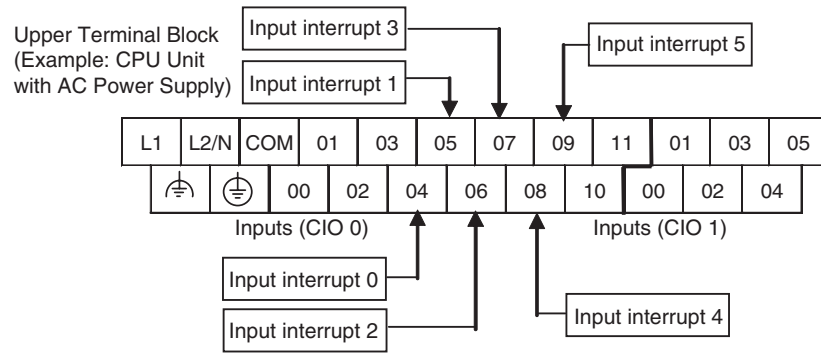 Upper Terminal Block
(Example: CPU Unit
with AC Power Supply)
Input interrupt 3
Input interrupt 1
Input interrupt 5
L1 L2/N COM 01 03 05 07 09 11 01 03 05
00 02 04 06 08 10 00 02 04
Inputs (CIO 0)
Inputs (CIO 1)
Input interrupt 0
Input interrupt 2
Input interrupt 4